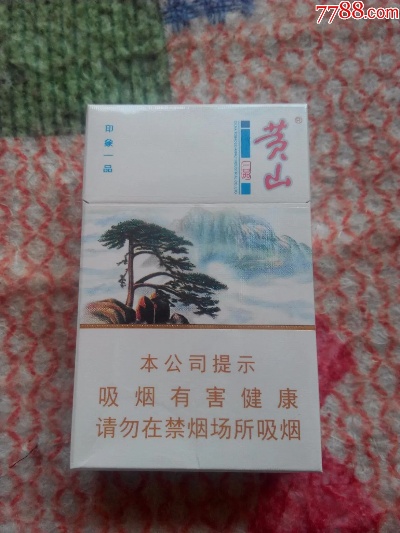 7788.com
黄山
印象一品
本公司提示
吸烟有害健康
请勿在禁烟场所吸烟